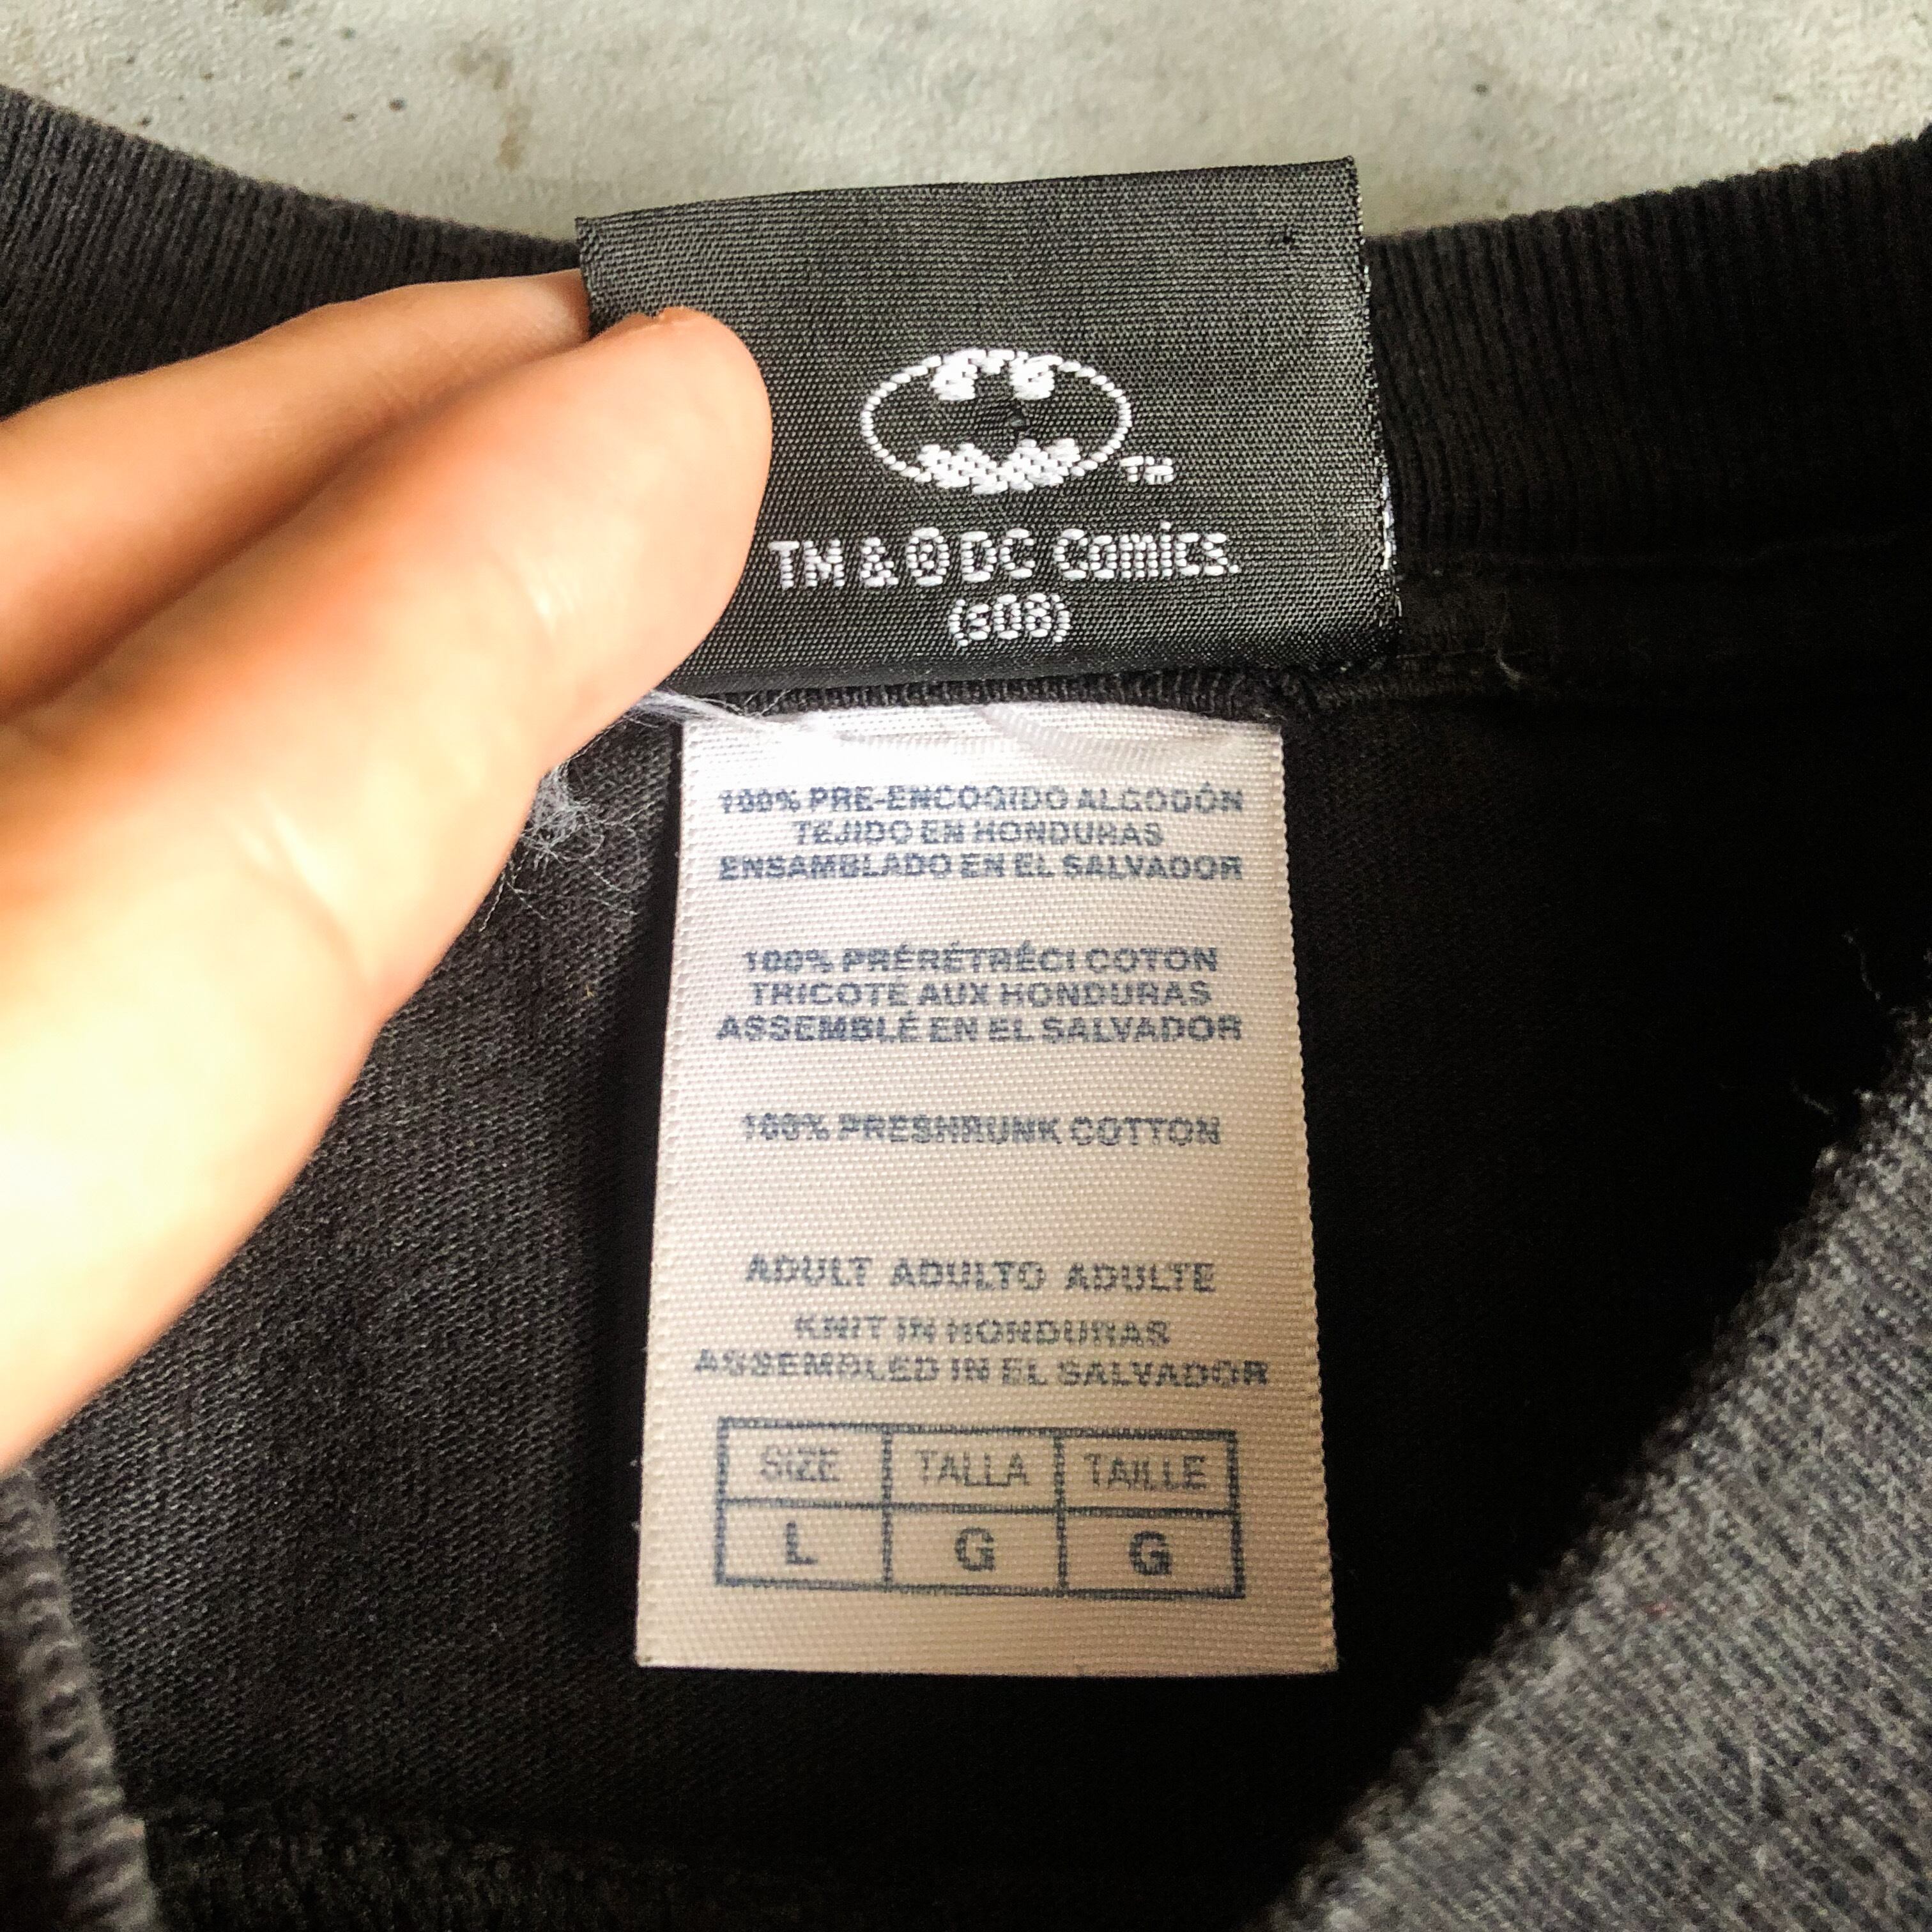 TM
TM & © DC Comics.
(s08)
100% PRE-ENCOGIDO ALGODÓN
TEJIDO EN HONDURAS
ENSAMBLADO EN EL SALVADOR
100% PRÉRÉTRÉCI COTON
TRICOTÉ AUX HONDURAS
ASSEMBLÉ EN EL SALVADOR
100% PRESHRUNK COTTON
ADULT ADULTO ADULTE
KNIT IN HONDURAS
ASSEMBLED IN EL SALVADOR
SIZE TALLA TAILLE
L G G